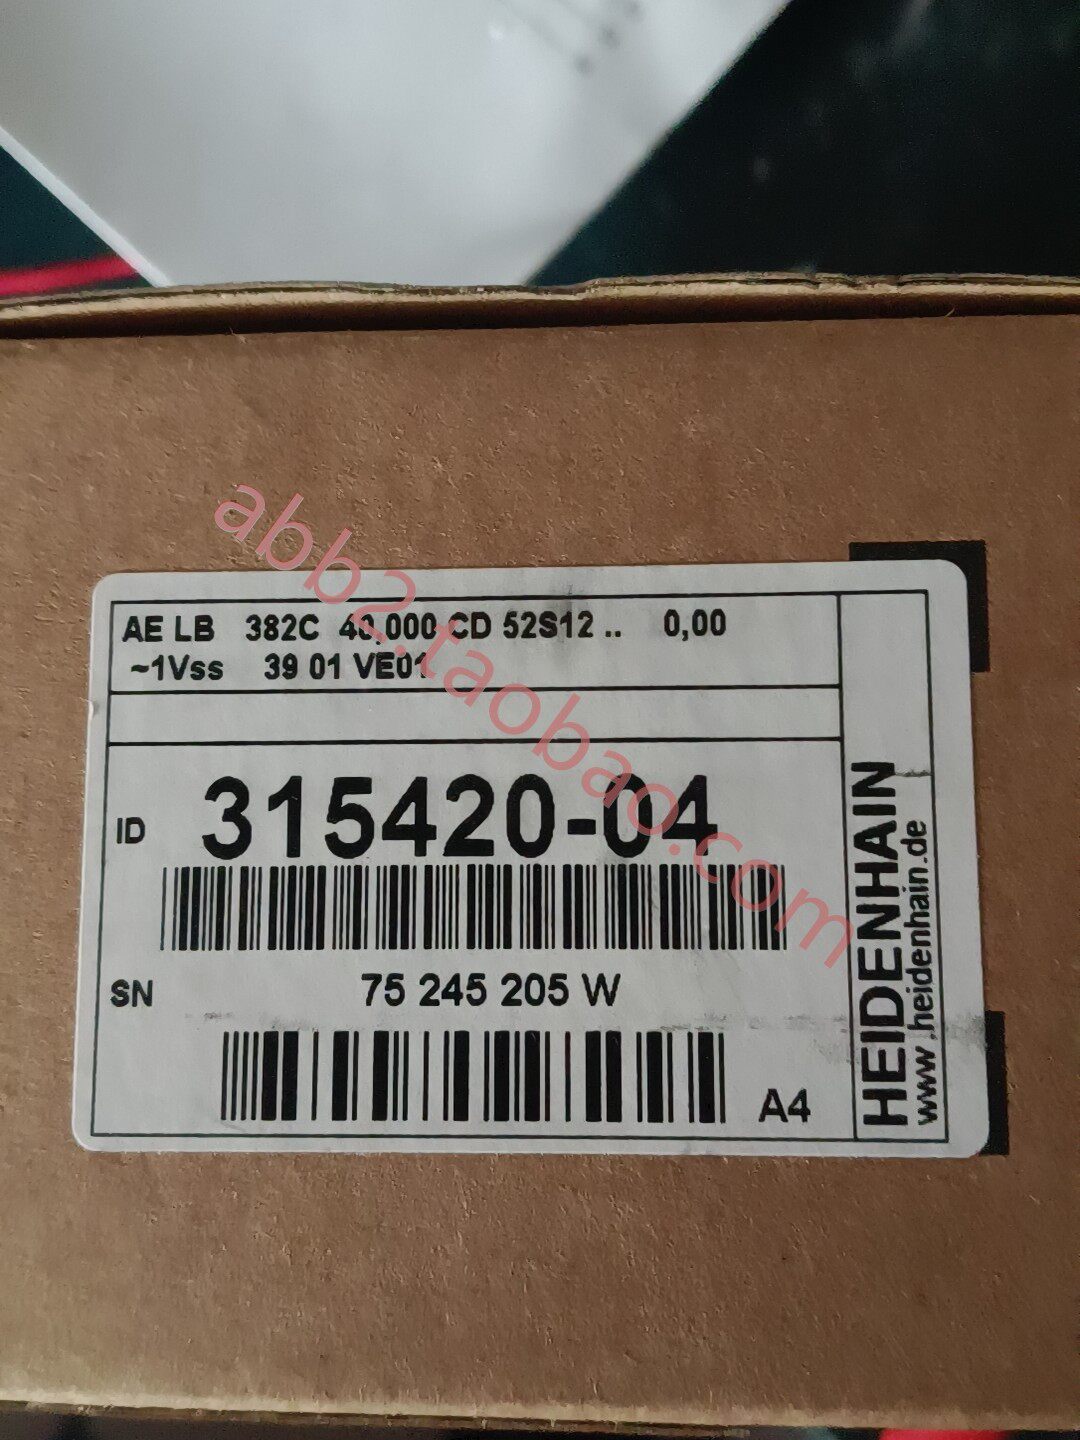 AE LB 382C 40,000 CD 52S12 .. 0,00
~1Vss 39 01 VE01
ID 315420-04
SN 75 245 205 W
A4
HEIDENHAIN
www.heidenhain.de
abb2.taobao.com